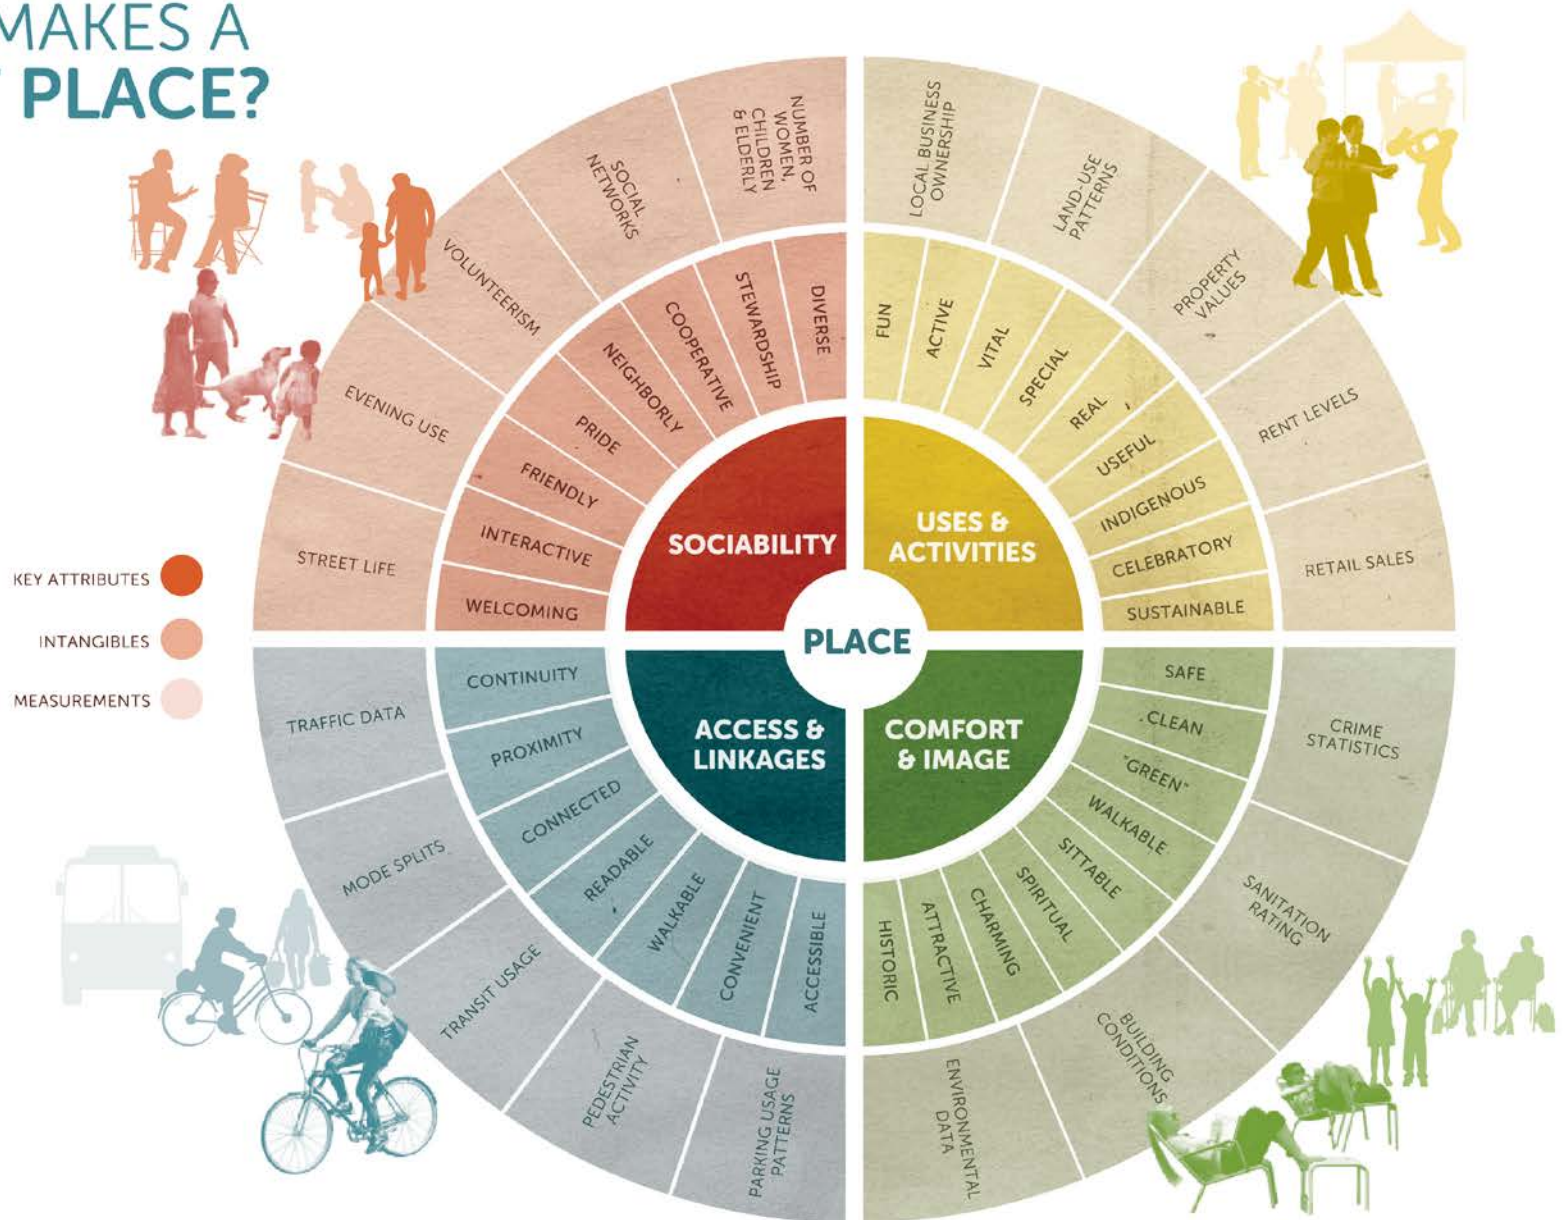 MAKES A
PLACE?
KEY ATTRIBUTES
INTANGIBLES
MEASUREMENTS
PLACE
SOCIABILITY
USES &
ACTIVITIES
ACCESS &
LINKAGES
COMFORT
& IMAGE
WELCOMING
INTERACTIVE
FRIENDLY
PRIDE
NEIGHBORLY
COOPERATIVE
STEWARDSHIP
DIVERSE
STREET LIFE
EVENING USE
VOLUNTEERISM
SOCIAL
NETWORKS
NUMBER OF
WOMEN,
CHILDREN
& ELDERLY
FUN
ACTIVE
VITAL
SPECIAL
REAL
USEFUL
INDIGENOUS
CELEBRATORY
SUSTAINABLE
LOCAL BUSINESS
OWNERSHIP
LAND-USE
PATTERNS
PROPERTY
VALUES
RENT LEVELS
RETAIL SALES
SAFE
CLEAN
"GREEN"
WALKABLE
SITTABLE
SPIRITUAL
CHARMING
ATTRACTIVE
HISTORIC
CRIME
STATISTICS
SANITATION
RATING
BUILDING
CONDITIONS
ENVIRONMENTAL
DATA
CONTINUITY
PROXIMITY
CONNECTED
READABLE
WALKABLE
CONVENIENT
ACCESSIBLE
TRAFFIC DATA
MODE SPLITS
TRANSIT USAGE
PEDESTRIAN
ACTIVITY
PARKING USAGE
PATTERNS